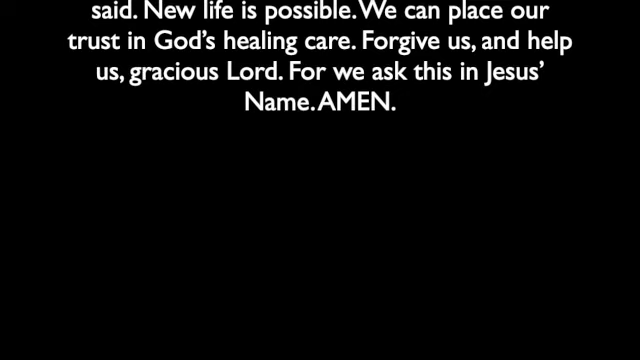 said. New life is possible. We can place our
trust in God’s healing care. Forgive us, and help
us, gracious Lord. For we ask this in Jesus’
Name. AMEN.